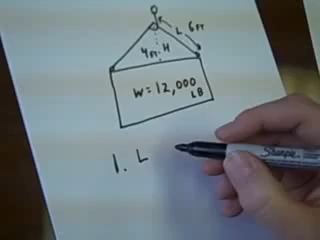 L 6 FT
4 FT H
W = 12,000
LB
1. L
Sharpie